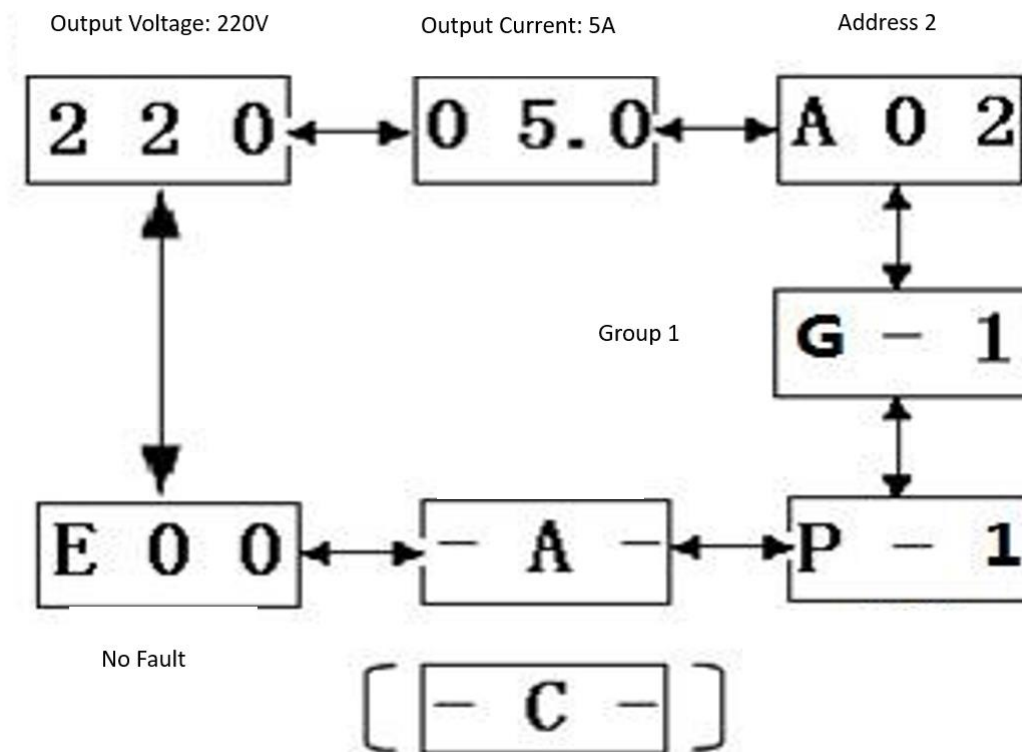 Output Voltage: 220V
Output Current: 5A
Address 2
2 2 0
0 5.0
A 0 2
Group 1
G - 1
E 0 0
- A -
P - 1
No Fault
- C -